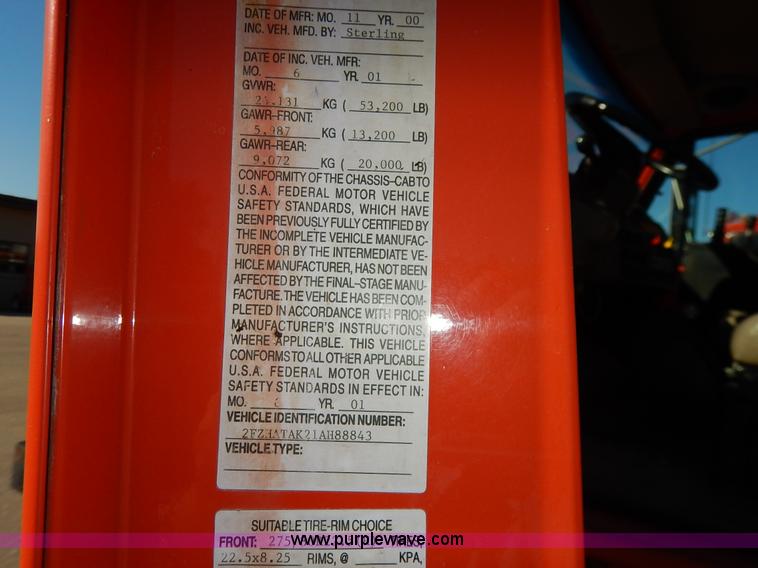 DATE OF MFR: MO. 11 YR. 00
INC. VEH. MFD. BY: Sterling
DATE OF INC. VEH. MFR:
MO. 6 YR. 01
GVWR:
KG ( 53,200 LB)
GAWR-FRONT:
5,987 KG ( 13,200 LB)
GAWR-REAR:
9,072 KG ( 20,000 LB)
CONFORMITY OF THE CHASSIS-CAB TO
U.S.A. FEDERAL MOTOR VEHICLE
SAFETY STANDARDS, WHICH HAVE
BEEN PREVIOUSLY FULLY CERTIFIED BY
THE INCOMPLETE VEHICLE MANUFAC-
TURER OR BY THE INTERMEDIATE VE-
HICLE MANUFACTURER, HAS NOT BEEN
AFFECTED BY THE FINAL-STAGE MANU-
FACTURE. THE VEHICLE HAS BEEN COM-
PLETED IN ACCORDANCE WITH PRIOR
MANUFACTURER'S INSTRUCTIONS,
WHERE APPLICABLE. THIS VEHICLE
CONFORMS TO ALL OTHER APPLICABLE
U.S.A. FEDERAL MOTOR VEHICLE
SAFETY STANDARDS IN EFFECT IN:
MO. YR. 01
VEHICLE IDENTIFICATION NUMBER:
VEHICLE TYPE:
SUITABLE TIRE-RIM CHOICE
FRONT: TIRES,
www.purplewave.com
22.5x8.25 RIMS, @ KPA,